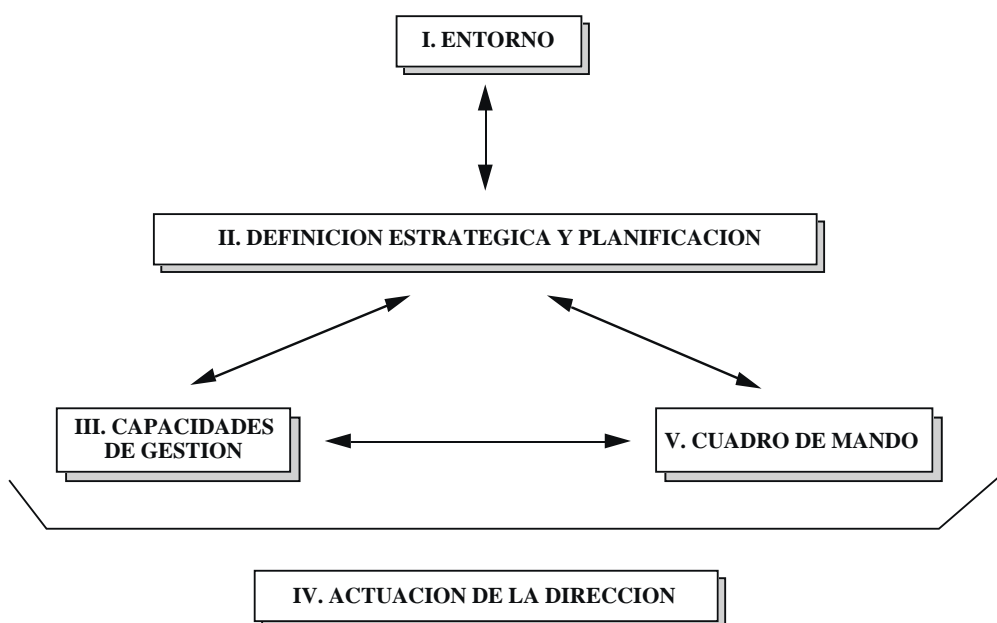 I. ENTORNO
II. DEFINICION ESTRATEGICA Y PLANIFICACION
III. CAPACIDADES
DE GESTION
V. CUADRO DE MANDO
IV. ACTUACION DE LA DIRECCION